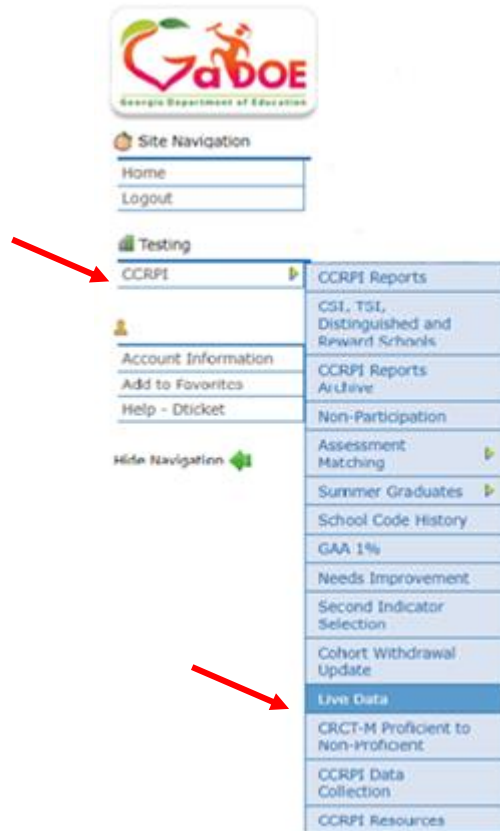 GaDOE
Georgia Department of Education
Site Navigation
Home
Logout
Testing
CCRPI
Account Information
Add to Favorites
Help - Dticket
Hide Navigation
CCRPI Reports
CSI, TSI,
Distinguished and
Reward Schools
CCRPI Reports
Archive
Non-Participation
Assessment
Matching
Summer Graduates
School Code History
GAA 1%
Needs Improvement
Second Indicator
Selection
Cohort Withdrawal
Update
Live Data
CRCT-M Proficient to
Non-Proficient
CCRPI Data
Collection
CCRPI Resources